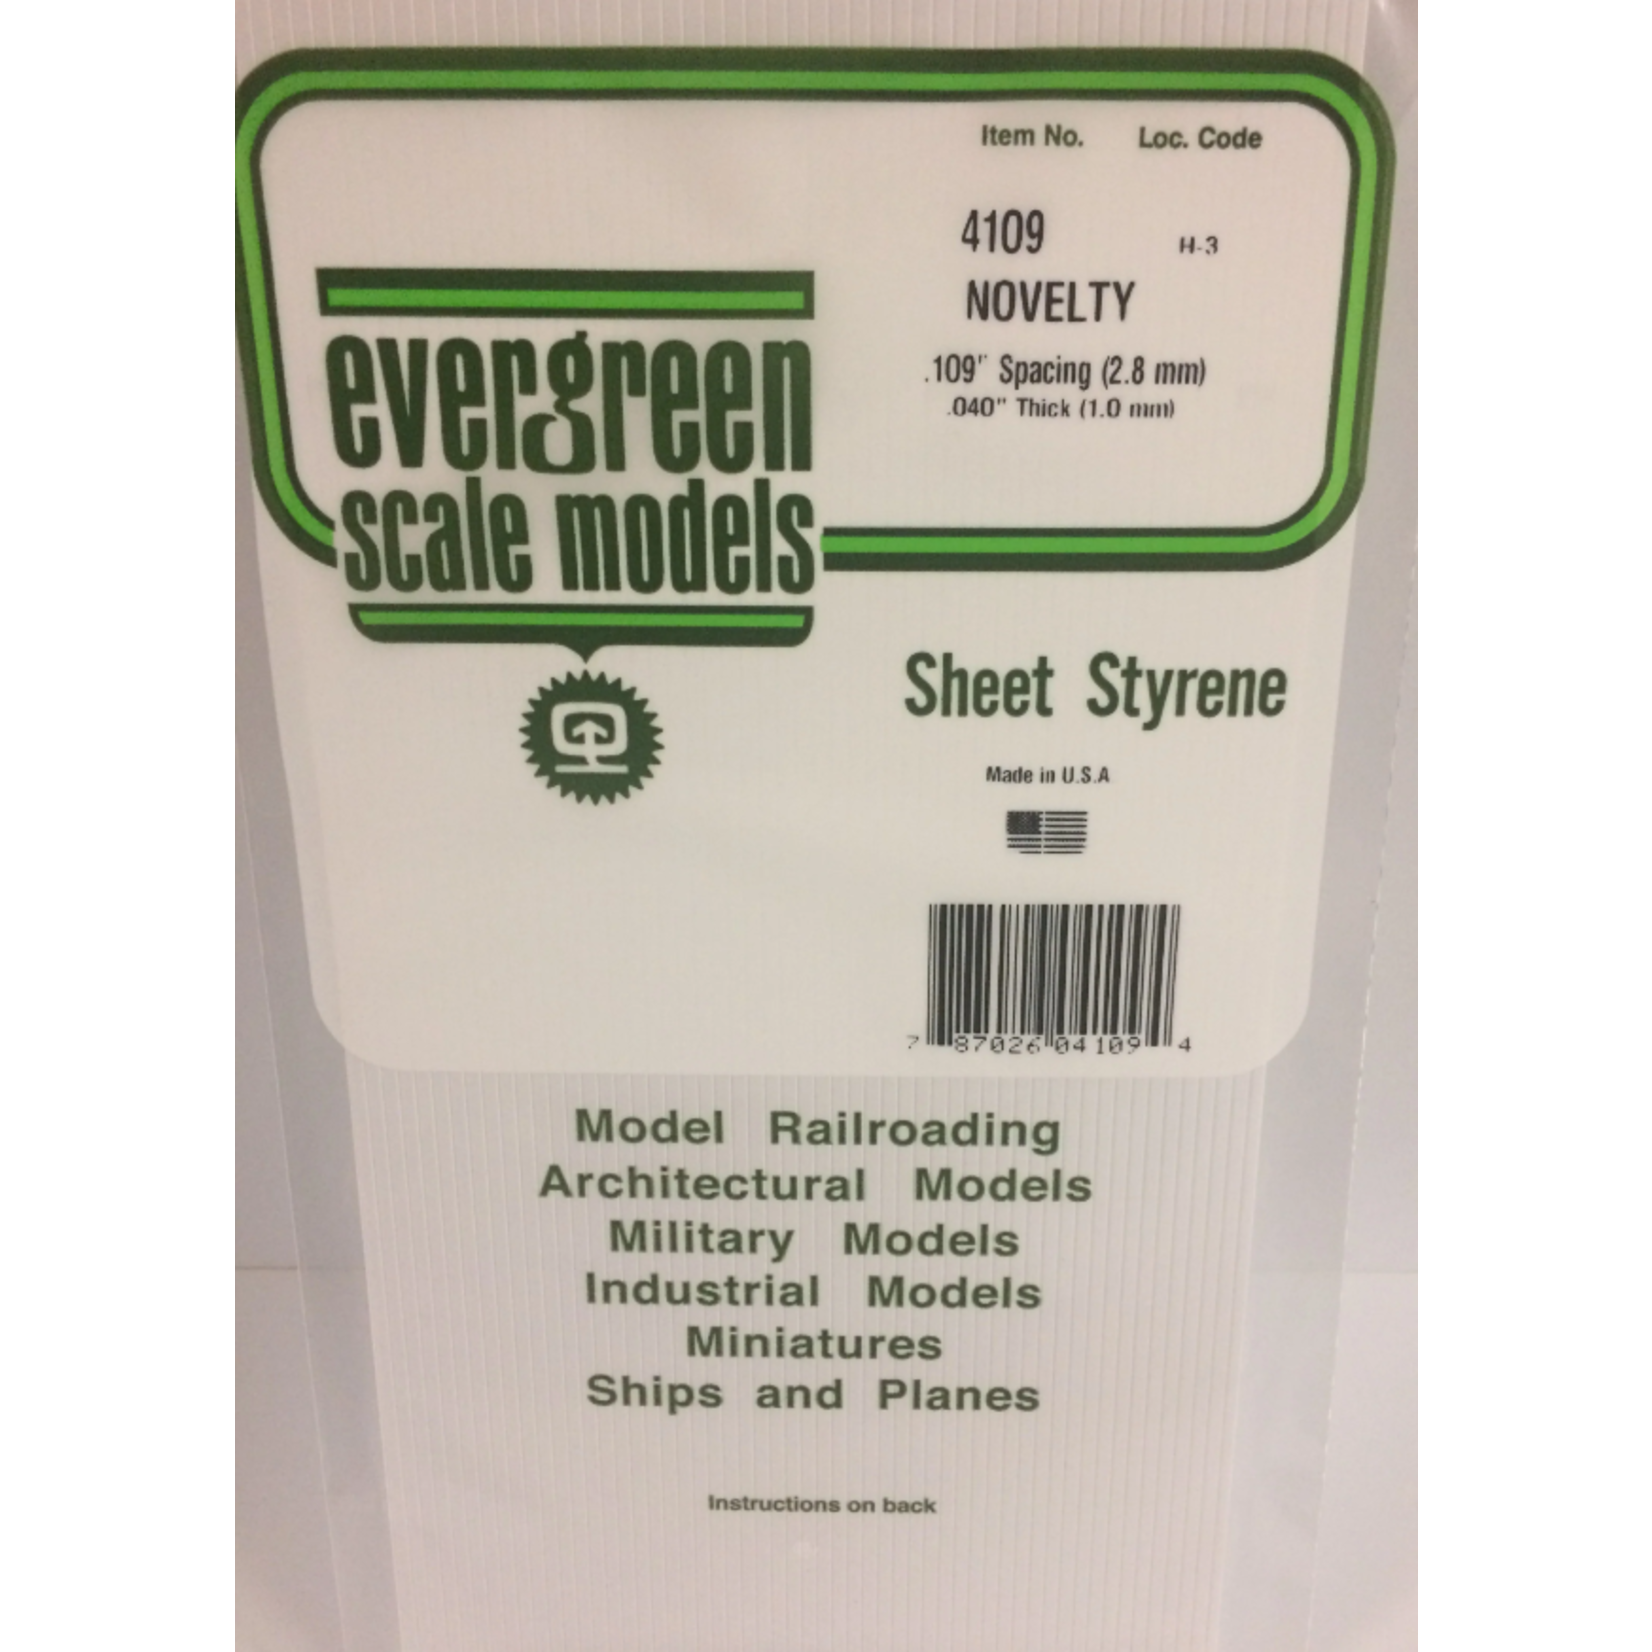 Item No. Loc. Code
4109 H-3
NOVELTY
.109" Spacing (2.8 mm)
.040" Thick (1.0 mm)
evergreen
scale models
Sheet Styrene
Made in U.S.A
7 87026 04109 4
Model Railroading
Architectural Models
Military Models
Industrial Models
Miniatures
Ships and Planes
Instructions on back